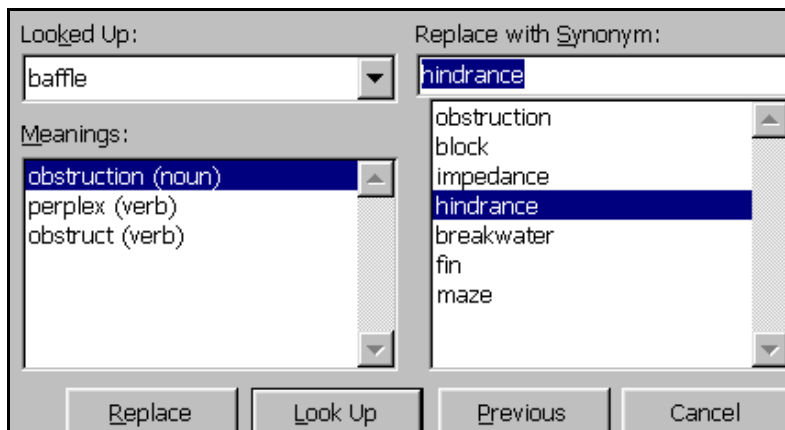 Looked Up:
baffle
Meanings:
obstruction (noun)
perplex (verb)
obstruct (verb)
Replace with Synonym:
hindrance
obstruction
block
impedance
hindrance
breakwater
fin
maze
Replace
Look Up
Previous
Cancel